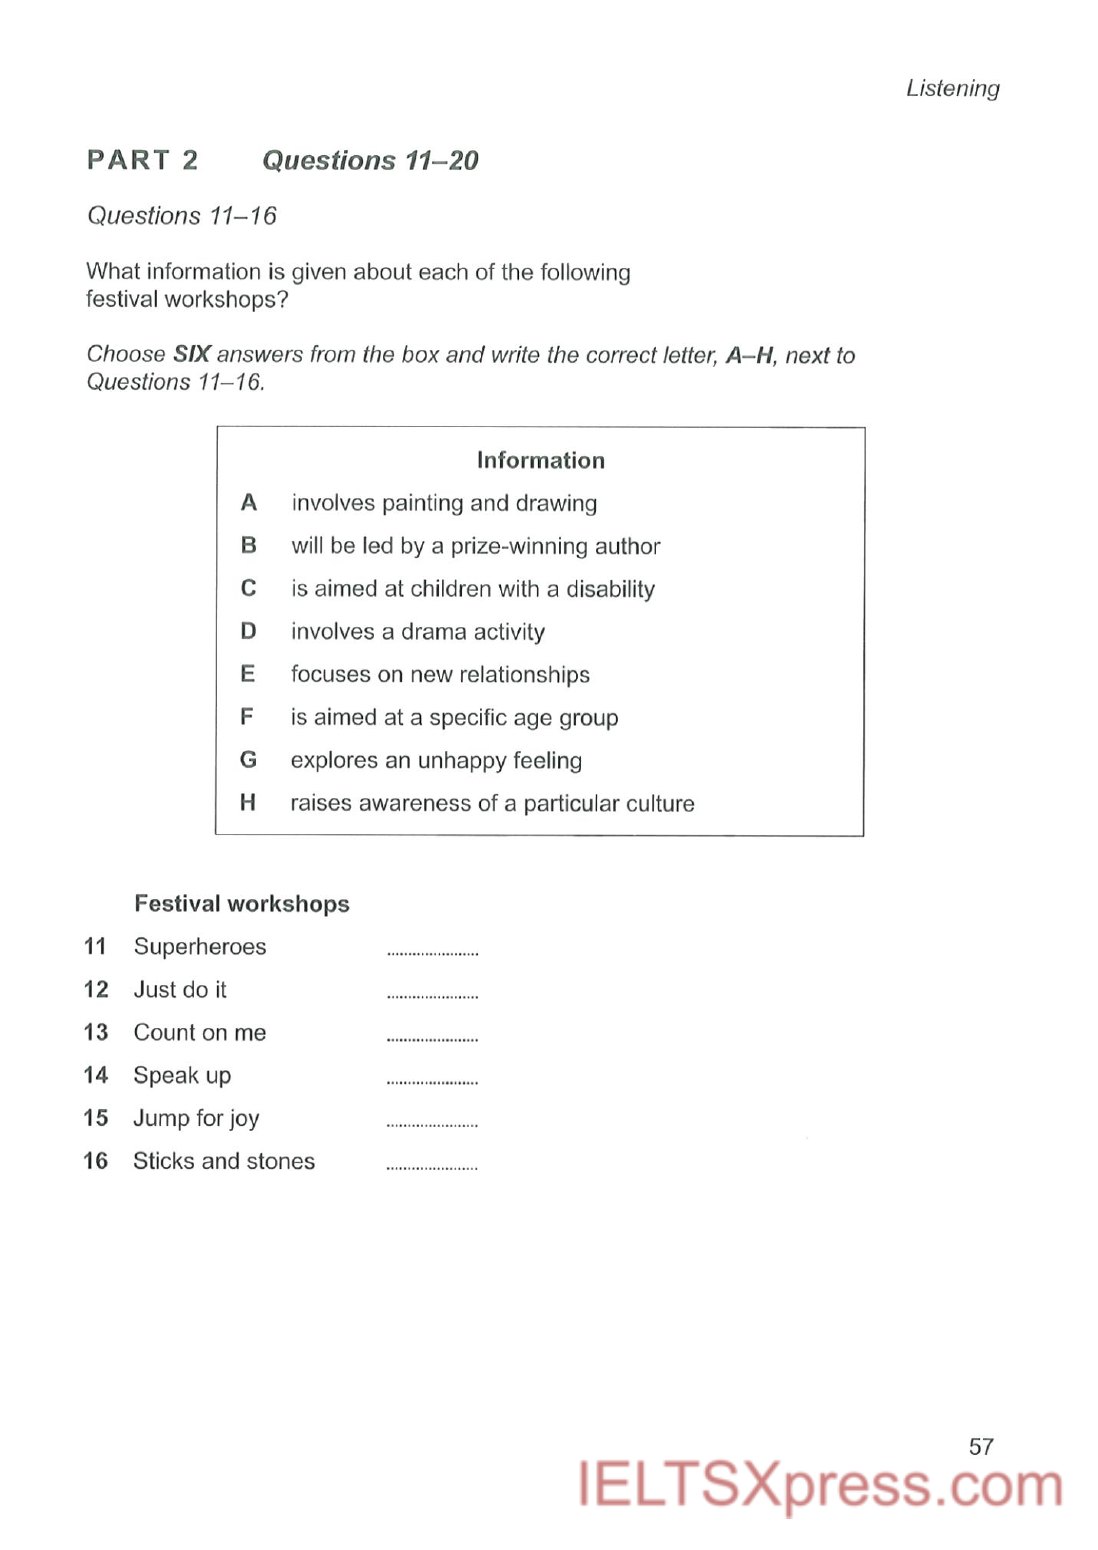 Listening
PART 2 Questions 11–20
Questions 11–16
What information is given about each of the following
festival workshops?
Choose SIX answers from the box and write the correct letter, A–H, next to
Questions 11–16.
Information
A involves painting and drawing
B will be led by a prize-winning author
C is aimed at children with a disability
D involves a drama activity
E focuses on new relationships
F is aimed at a specific age group
G explores an unhappy feeling
H raises awareness of a particular culture
Festival workshops
11 Superheroes ......................
12 Just do it ......................
13 Count on me ......................
14 Speak up ......................
15 Jump for joy ......................
16 Sticks and stones ......................
57
IELTSXpress.com